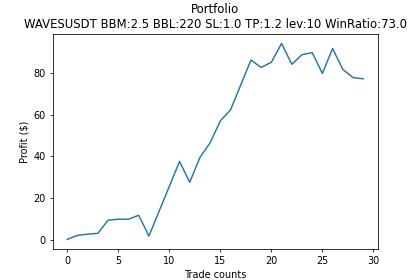 Portfolio
WAVESUSDT BBM:2.5 BBL:220 SL:1.0 TP:1.2 lev:10 WinRatio:73.0
Profit ($)
80
60
40
20
0
0 5 10 15 20 25 30
Trade counts